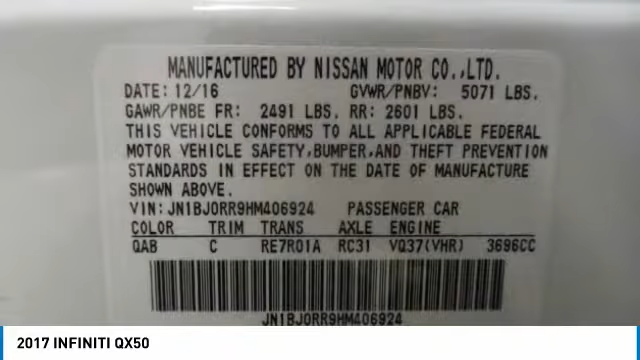 MANUFACTURED BY NISSAN MOTOR CO.,LTD.
DATE: 12/16 GVWR/PNBV: 5071 LBS.
GAWR/PNBE FR: 2491 LBS. RR: 2601 LBS.
THIS VEHICLE CONFORMS TO ALL APPLICABLE FEDERAL
MOTOR VEHICLE SAFETY,BUMPER,AND THEFT PREVENTION
STANDARDS IN EFFECT ON THE DATE OF MANUFACTURE
SHOWN ABOVE.
VIN:JN1BJ0RR9HM406924 PASSENGER CAR
COLOR TRIM TRANS AXLE ENGINE
QAB C RE7R01A RC31 VQ37(VHR) 3696CC
JN1BJ0RR9HM406924
2017 INFINITI QX50